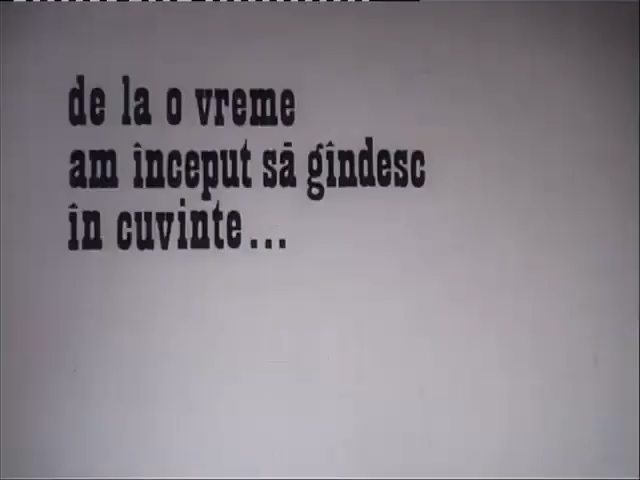 de la o vreme
am început să gîndesc
în cuvinte...